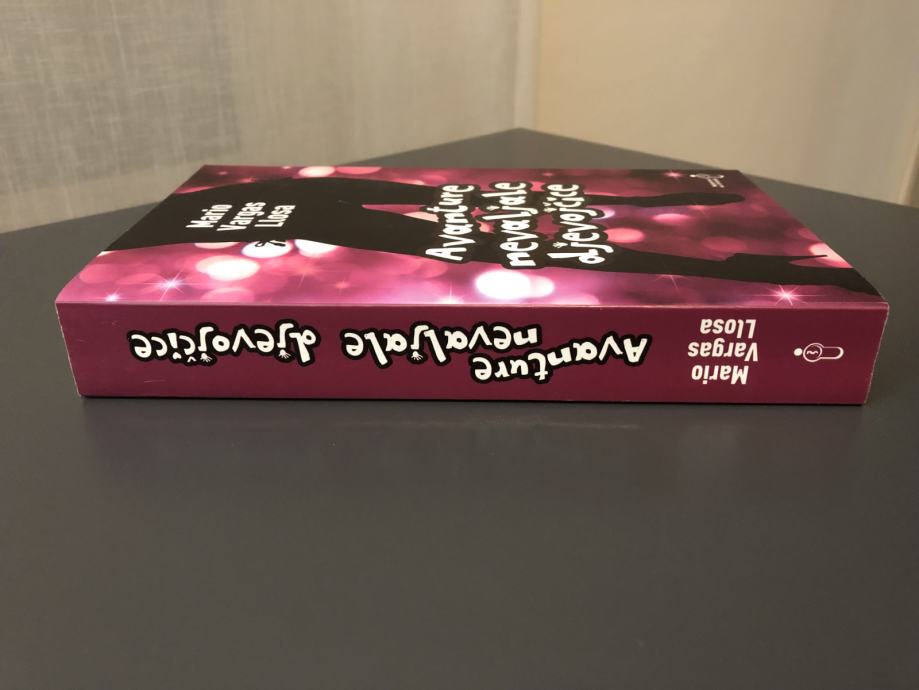 Mario
Vargas
Llosa
Avanture
nevaljale
djevojčice
Mario
Vargas
Llosa
Avanture
nevaljale djevojčice